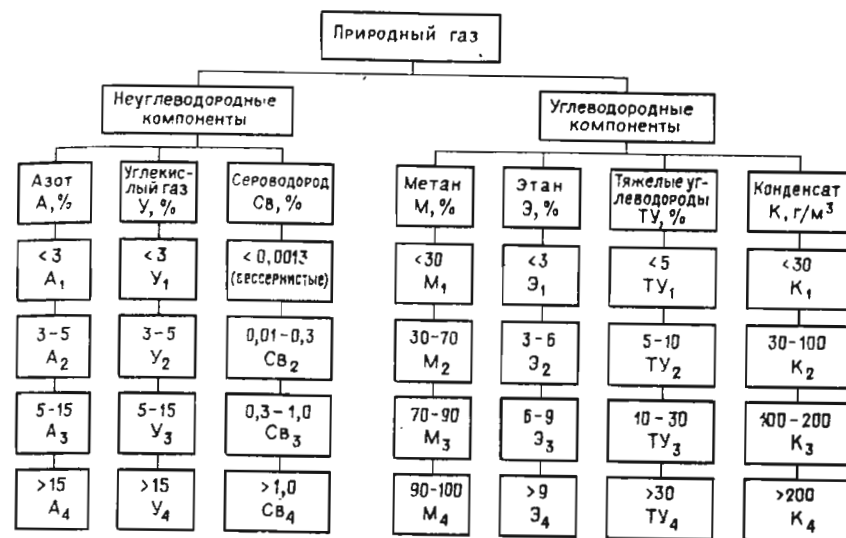 Природный газ
Неуглеводородные
компоненты
Углеводородные
компоненты
Азот
А, %
Углекис-
лый газ
У, %
Сероводород
Св, %
Метан
М, %
Этан
Э, %
Тяжелые уг-
леводороды
ТУ, %
Конденсат
К, г/м³
<3
А₁
<3
У₁
<0,0013
(бессернистые)
<30
М₁
<3
Э₁
<5
ТУ₁
<30
К₁
3-5
А₂
3-5
У₂
0,01-0,3
Св₂
30-70
М₂
3-6
Э₂
5-10
ТУ₂
30-100
К₂
5-15
А₃
5-15
У₃
0,3-1,0
Св₃
70-90
М₃
6-9
Э₃
10-30
ТУ₃
100-200
К₃
>15
А₄
>15
У₄
>1,0
Св₄
90-100
М₄
>9
Э₄
>30
ТУ₄
>200
К₄